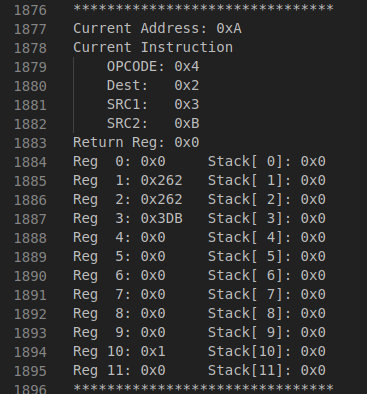 1876 ******************************
1877 Current Address: 0xA
1878 Current Instruction
1879     OPCODE: 0x4
1880     Dest:   0x2
1881     SRC1:   0x3
1882     SRC2:   0xB
1883 Return Reg: 0x0
1884 Reg  0: 0x0     Stack[ 0]: 0x0
1885 Reg  1: 0x262   Stack[ 1]: 0x0
1886 Reg  2: 0x262   Stack[ 2]: 0x0
1887 Reg  3: 0x3DB   Stack[ 3]: 0x0
1888 Reg  4: 0x0     Stack[ 4]: 0x0
1889 Reg  5: 0x0     Stack[ 5]: 0x0
1890 Reg  6: 0x0     Stack[ 6]: 0x0
1891 Reg  7: 0x0     Stack[ 7]: 0x0
1892 Reg  8: 0x0     Stack[ 8]: 0x0
1893 Reg  9: 0x0     Stack[ 9]: 0x0
1894 Reg 10: 0x1     Stack[10]: 0x0
1895 Reg 11: 0x0     Stack[11]: 0x0
1896 ******************************